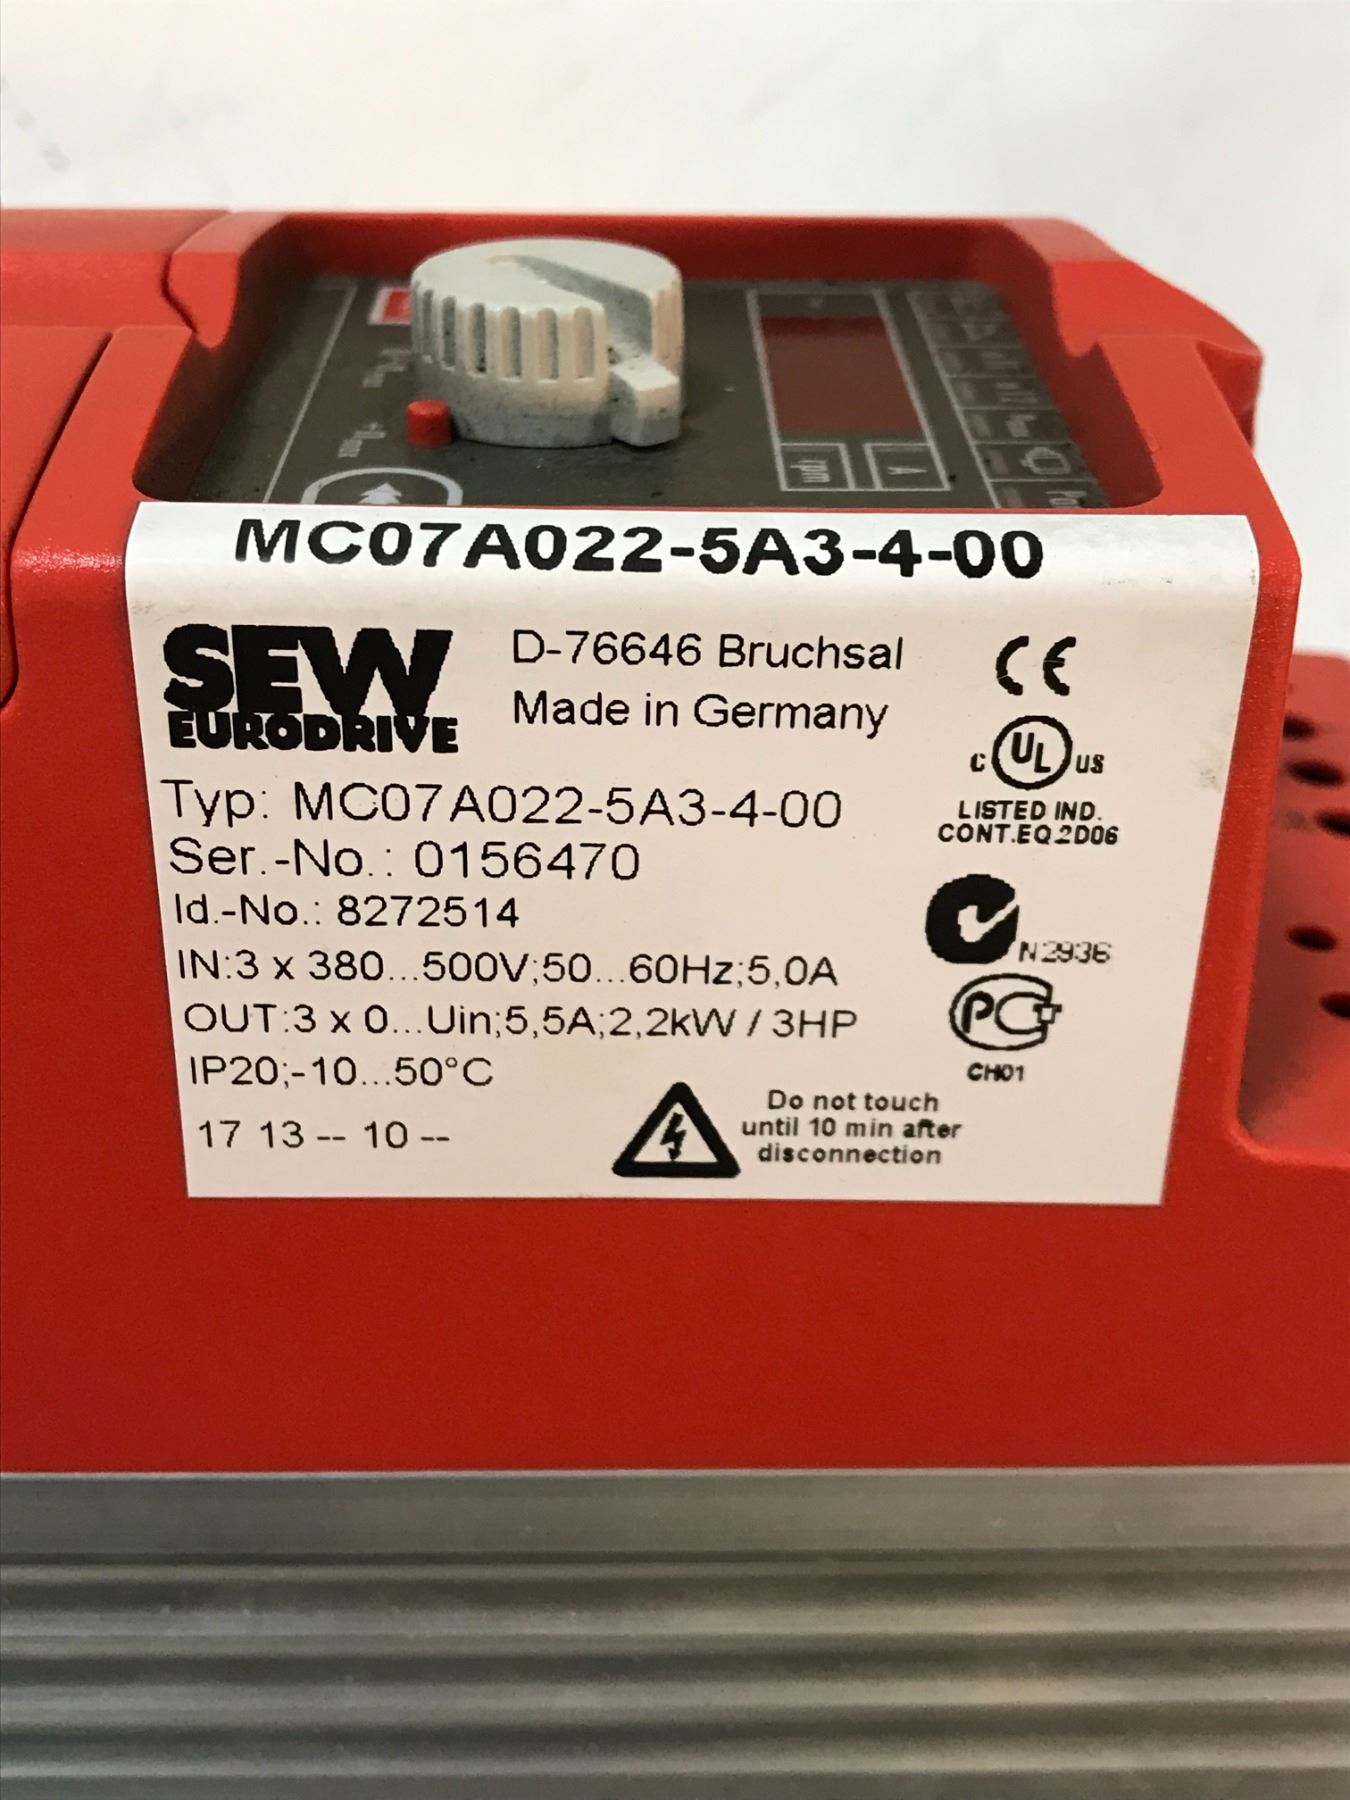 rpm
A
MC07A022-5A3-4-00
SEW
EURODRIVE
D-76646 Bruchsal
Made in Germany
CE
c UL us
LISTED IND.
CONT.EQ.2D06
Typ: MC07A022-5A3-4-00
Ser.-No.: 0156470
Id.-No.: 8272514
N2936
IN:3 x 380...500V;50...60Hz;5,0A
OUT:3 x 0...Uin;5,5A;2,2kW / 3HP
IP20;-10...50°C
CH01
17 13 -- 10 --
Do not touch
until 10 min after
disconnection